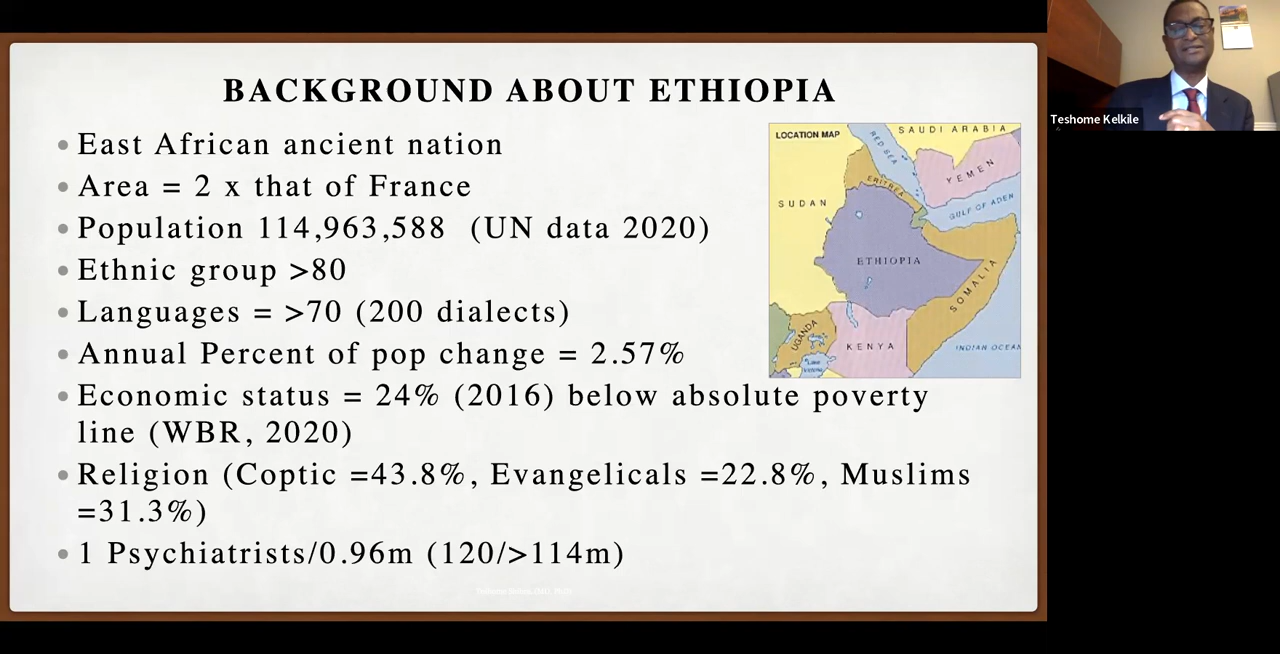 BACKGROUND ABOUT ETHIOPIA
• East African ancient nation
• Area = 2 x that of France
• Population 114,963,588 (UN data 2020)
• Ethnic group >80
• Languages = >70 (200 dialects)
• Annual Percent of pop change = 2.57%
• Economic status = 24% (2016) below absolute poverty
line (WBR, 2020)
• Religion (Coptic =43.8%, Evangelicals =22.8%, Muslims
=31.3%)
• 1 Psychiatrists/0.96m (120/>114m)
LOCATION MAP
SAUDI ARABIA
RED SEA
YEMEN
ERITREA
SUDAN
GULF OF ADEN
ETHIOPIA
SOMALIA
UGANDA
KENYA
INDIAN OCEAN
Lake
Victoria
Teshome Kelkile